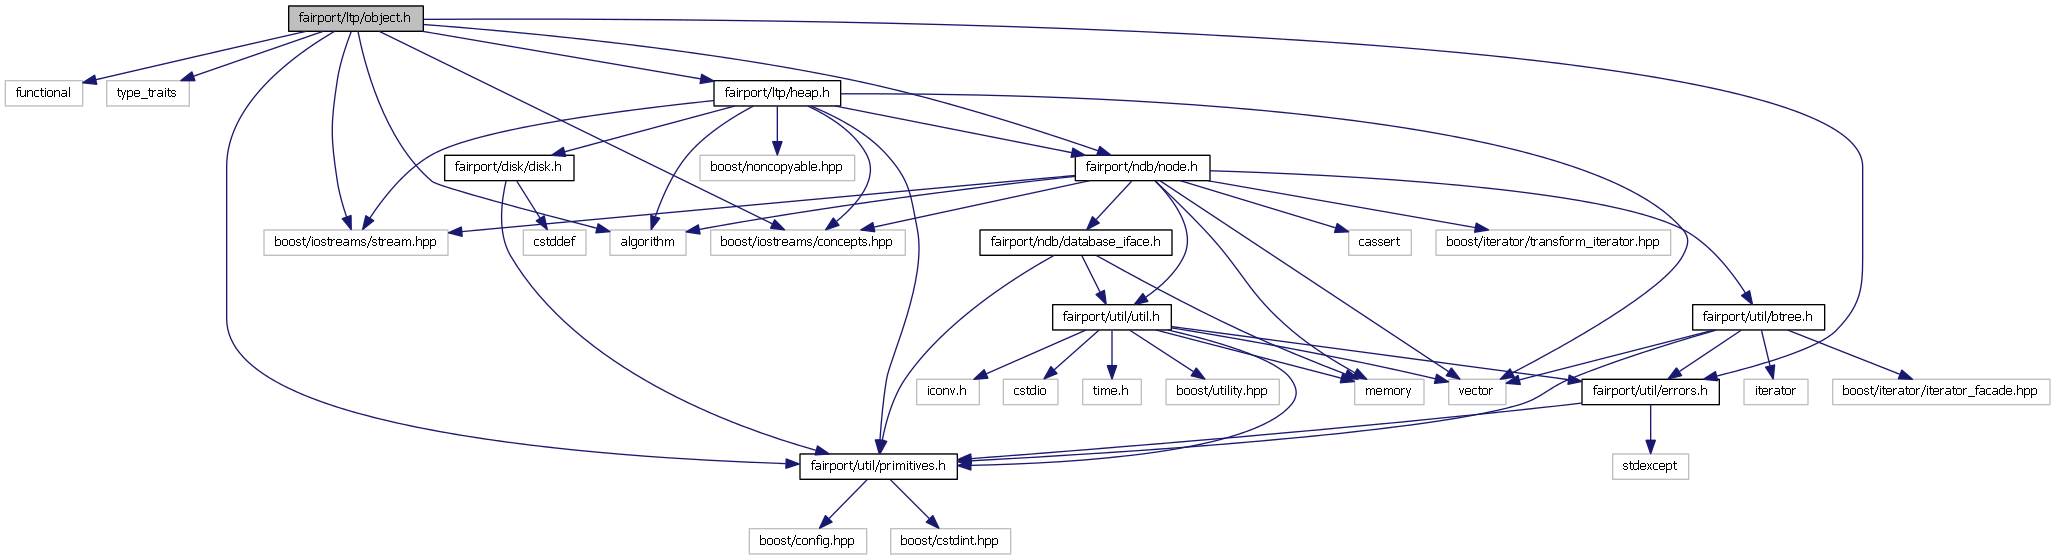 fairport/ltp/object.h
functional
type_traits
fairport/ltp/heap.h
fairport/disk/disk.h
boost/noncopyable.hpp
fairport/ndb/node.h
boost/iostreams/stream.hpp
cstddef
algorithm
boost/iostreams/concepts.hpp
fairport/ndb/database_iface.h
cassert
boost/iterator/transform_iterator.hpp
fairport/util/util.h
fairport/util/btree.h
iconv.h
cstdio
time.h
boost/utility.hpp
memory
vector
fairport/util/errors.h
iterator
boost/iterator/iterator_facade.hpp
fairport/util/primitives.h
stdexcept
boost/config.hpp
boost/cstdint.hpp